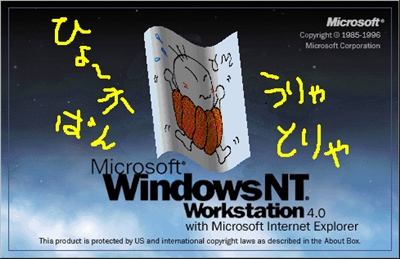 Microsoft®
Copyright © 1985-1996
Microsoft Corporation
ひょー
ばん
うりゃ
とりゃ
Microsoft®
Windows NT®
Workstation 4.0
with Microsoft Internet Explorer
This product is protected by US and international copyright laws as described in the About Box.